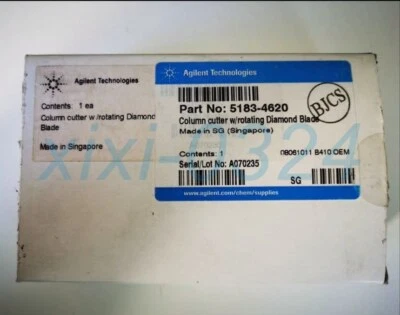 Agilent Technologies
Contents: 1 ea
Column cutter w/rotating Diamond
Blade
Made in Singapore
Agilent Technologies
Part No: 5183-4620
Column cutter w/rotating Diamond Blade
Made in SG (Singapore)
BJCS
Contents: 1
08061011 B410 OEM
Serial/Lot No: A070235
SG
www.agilent.com/chem/supplies
xixi-0324